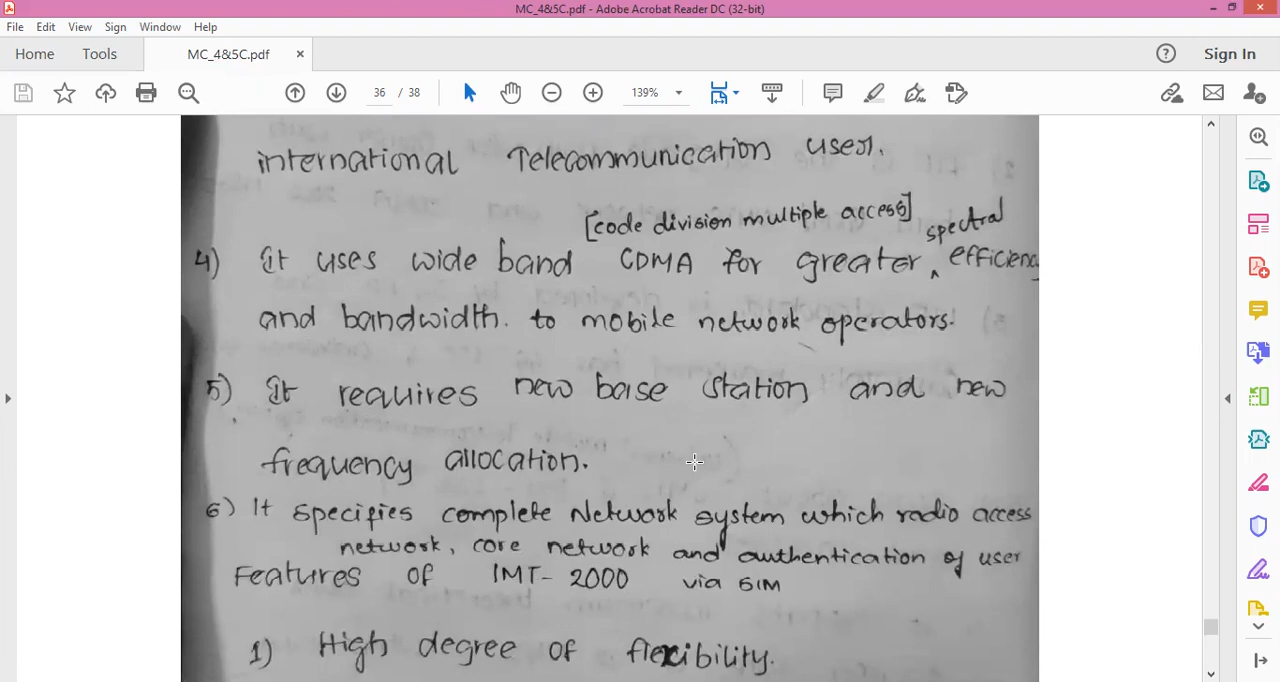 MC_4&5C.pdf - Adobe Acrobat Reader DC (32-bit)
File Edit View Sign Window Help
Home Tools MC_4&5C.pdf × Sign In
36 / 38 139%
international Telecommunication uses.
[code division multiple access] spectral
4) It uses wide band CDMA for greater ^ efficiency
and bandwidth. to mobile network operators.
5) It requires new base station and new
frequency allocation.
6) It specifies complete Network system which radio access
network, core network and authentication of user
Features of IMT- 2000 via SIM
1) High degree of flexibility.